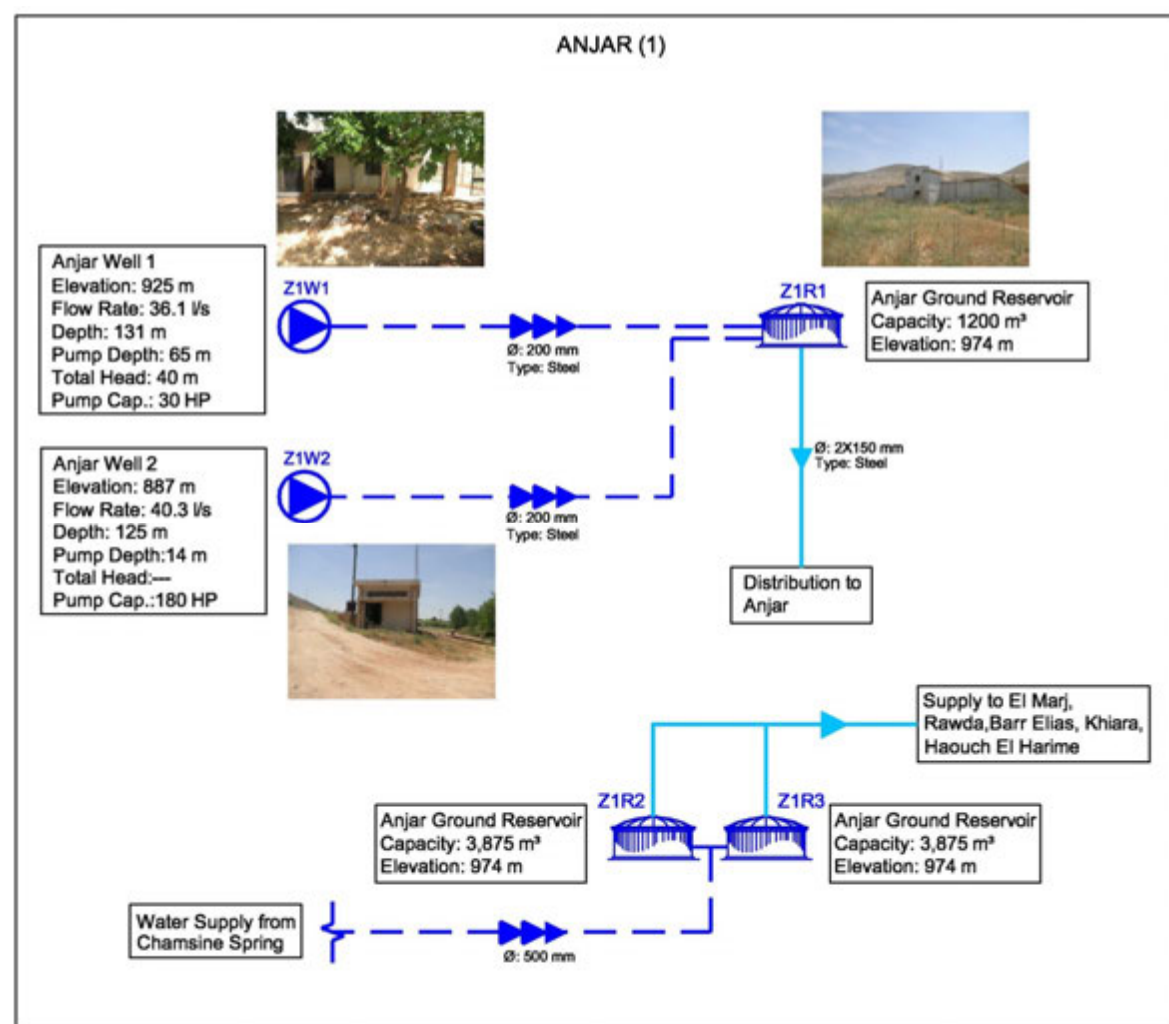 ANJAR (1)
Anjar Well 1
Elevation: 925 m
Flow Rate: 36.1 l/s
Depth: 131 m
Pump Depth: 65 m
Total Head: 40 m
Pump Cap.: 30 HP
Z1W1
Ø: 200 mm
Type: Steel
Z1R1
Anjar Ground Reservoir
Capacity: 1200 m³
Elevation: 974 m
Anjar Well 2
Elevation: 887 m
Flow Rate: 40.3 l/s
Depth: 125 m
Pump Depth:14 m
Total Head:---
Pump Cap.:180 HP
Z1W2
Ø: 200 mm
Type: Steel
Ø: 2X150 mm
Type: Steel
Distribution to
Anjar
Supply to El Marj,
Rawda,Barr Elias, Khiara,
Haouch El Harime
Anjar Ground Reservoir
Capacity: 3,875 m³
Elevation: 974 m
Z1R2
Z1R3
Anjar Ground Reservoir
Capacity: 3,875 m³
Elevation: 974 m
Water Supply from
Chamsine Spring
Ø: 500 mm